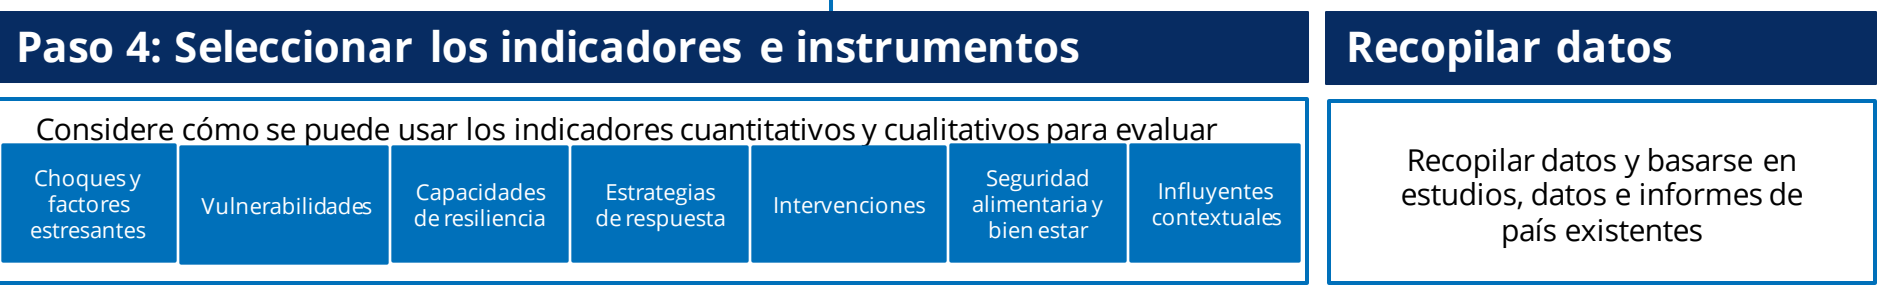 Paso 4: Seleccionar los indicadores e instrumentos
Considere cómo se puede usar los indicadores cuantitativos y cualitativos para evaluar
Choques y
factores
estresantes
Vulnerabilidades
Capacidades
de resiliencia
Estrategias
de respuesta
Intervenciones
Seguridad
alimentaria y
bien estar
Influyentes
contextuales
Recopilar datos
Recopilar datos y basarse en
estudios, datos e informes de
país existentes